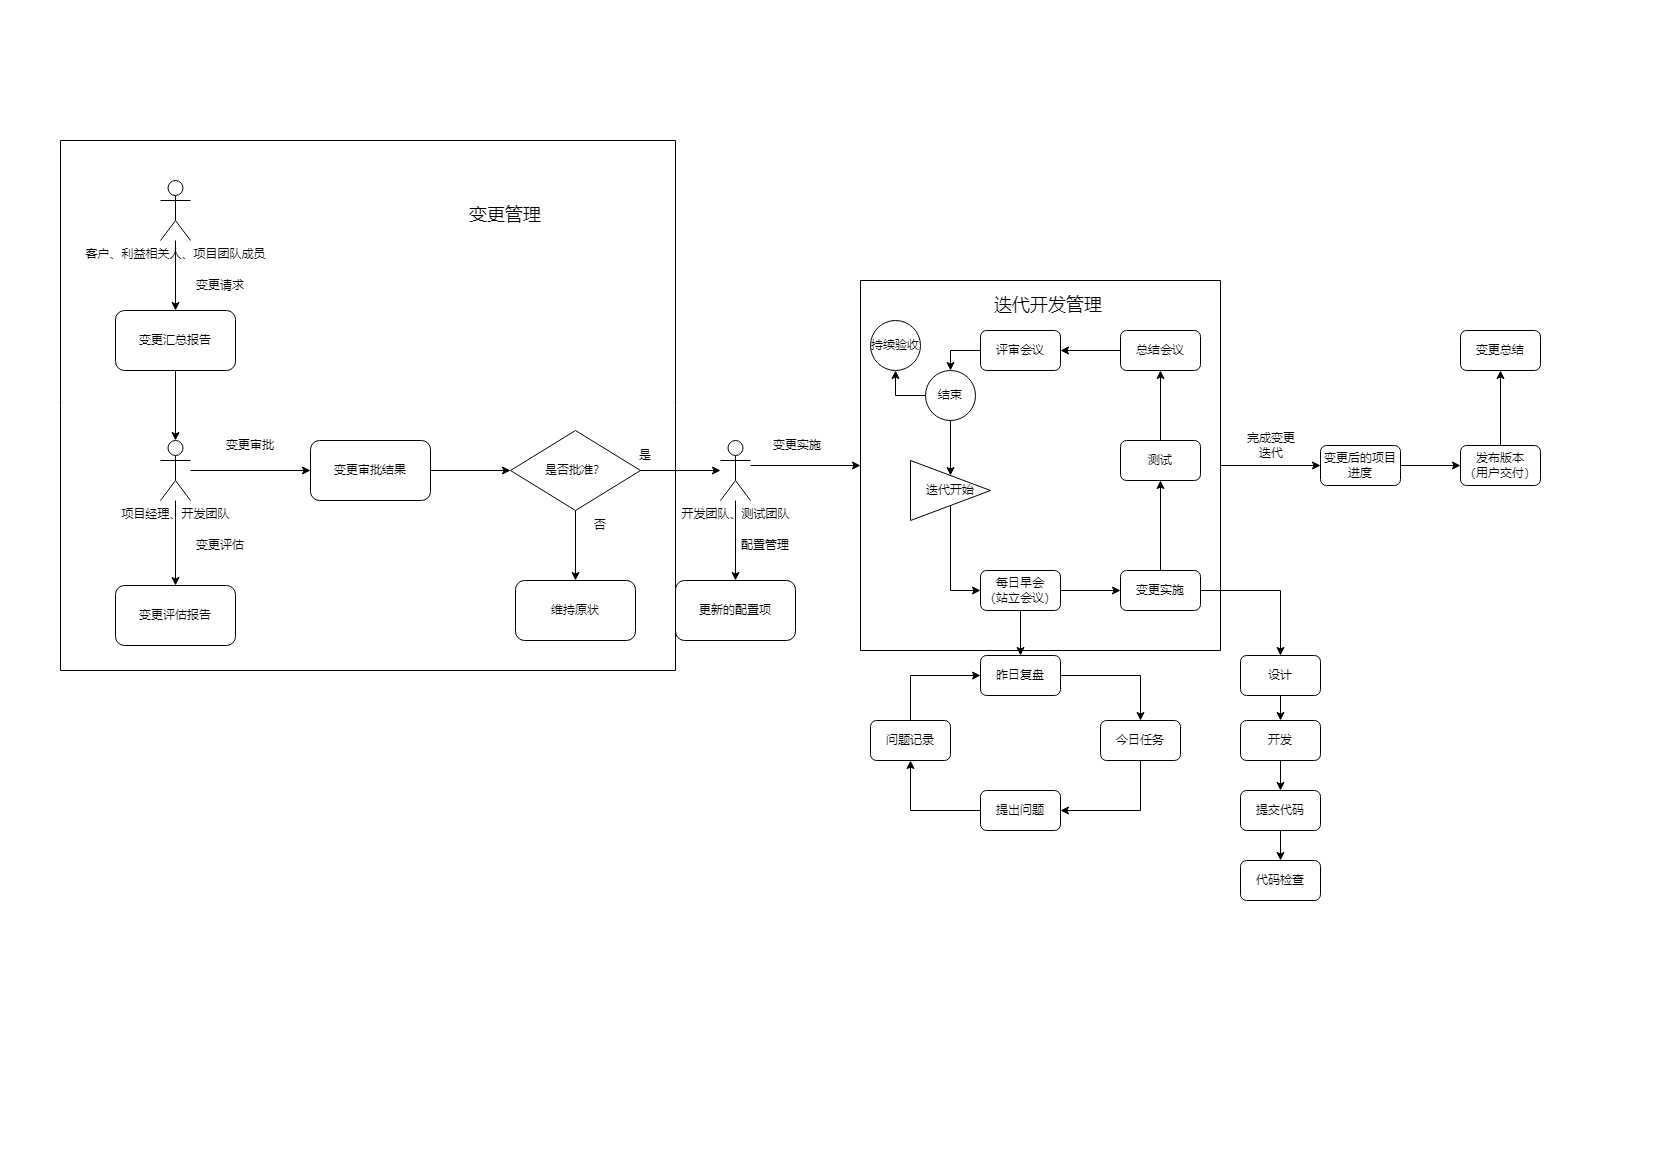 变更管理
客户、利益相关人、项目团队成员
变更请求
变更汇总报告
变更审批
变更审批结果
是否批准?
是
否
项目经理、开发团队
变更评估
变更评估报告
维持原状
变更实施
开发团队、测试团队
配置管理
更新的配置项
迭代开发管理
持续验收
评审会议
总结会议
结束
测试
迭代开始
每日早会
（站立会议）
变更实施
昨日复盘
问题记录
今日任务
提出问题
设计
开发
提交代码
代码检查
完成变更
迭代
变更后的项目
进度
发布版本
（用户交付）
变更总结